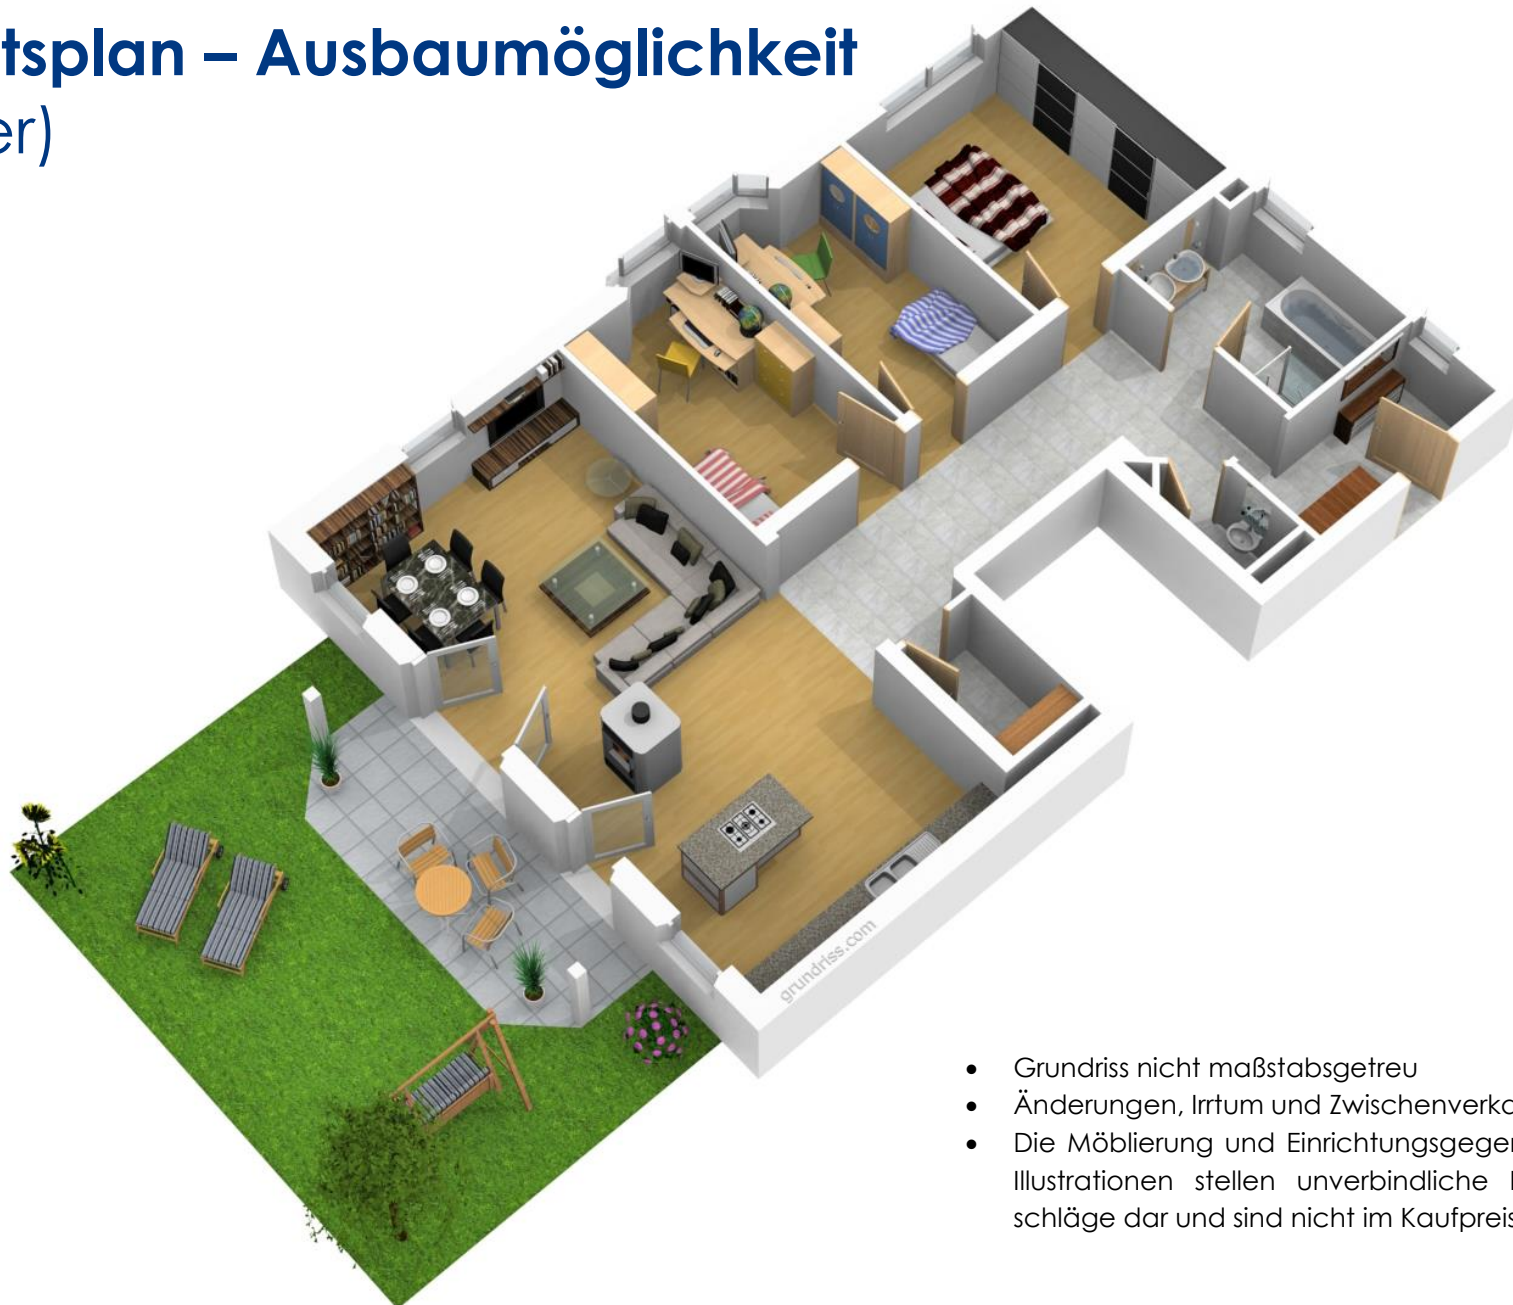 tsplan – Ausbaumöglichkeit
er)
grundriss.com
• Grundriss nicht maßstabsgetreu
• Änderungen, Irrtum und Zwischenverka
• Die Möblierung und Einrichtungsgegen
Illustrationen stellen unverbindliche
schläge dar und sind nicht im Kaufpreis